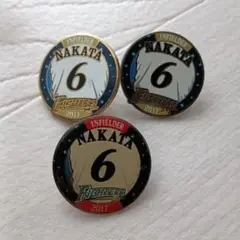 INFIELDER
NAKATA
6
Fighters
2017
INFIELDER
NAKATA
6
Fighters
2017
INFIELDER
NAKATA
6
Fighters
2017